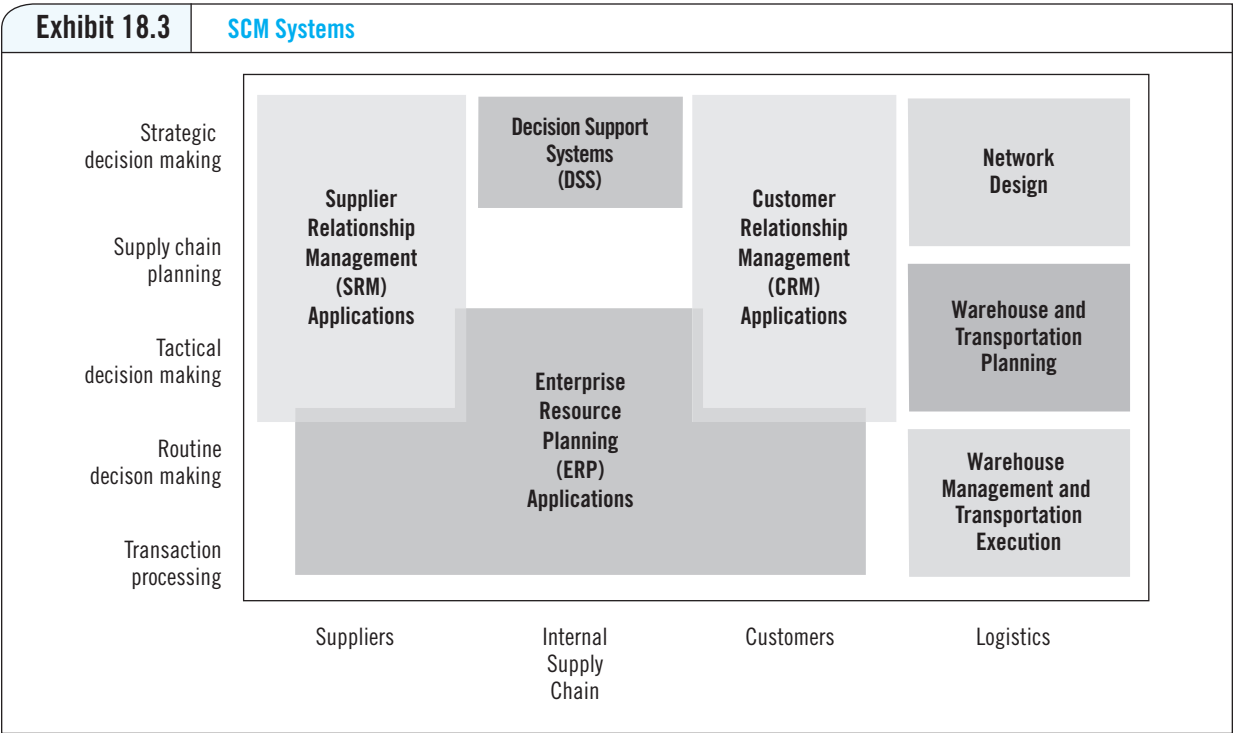 Exhibit 18.3
SCM Systems
Strategic
decision making
Supply chain
planning
Tactical
decision making
Routine
decison making
Transaction
processing
Supplier
Relationship
Management
(SRM)
Applications
Decision Support
Systems
(DSS)
Enterprise
Resource
Planning
(ERP)
Applications
Customer
Relationship
Management
(CRM)
Applications
Network
Design
Warehouse and
Transportation
Planning
Warehouse
Management and
Transportation
Execution
Suppliers
Internal
Supply
Chain
Customers
Logistics